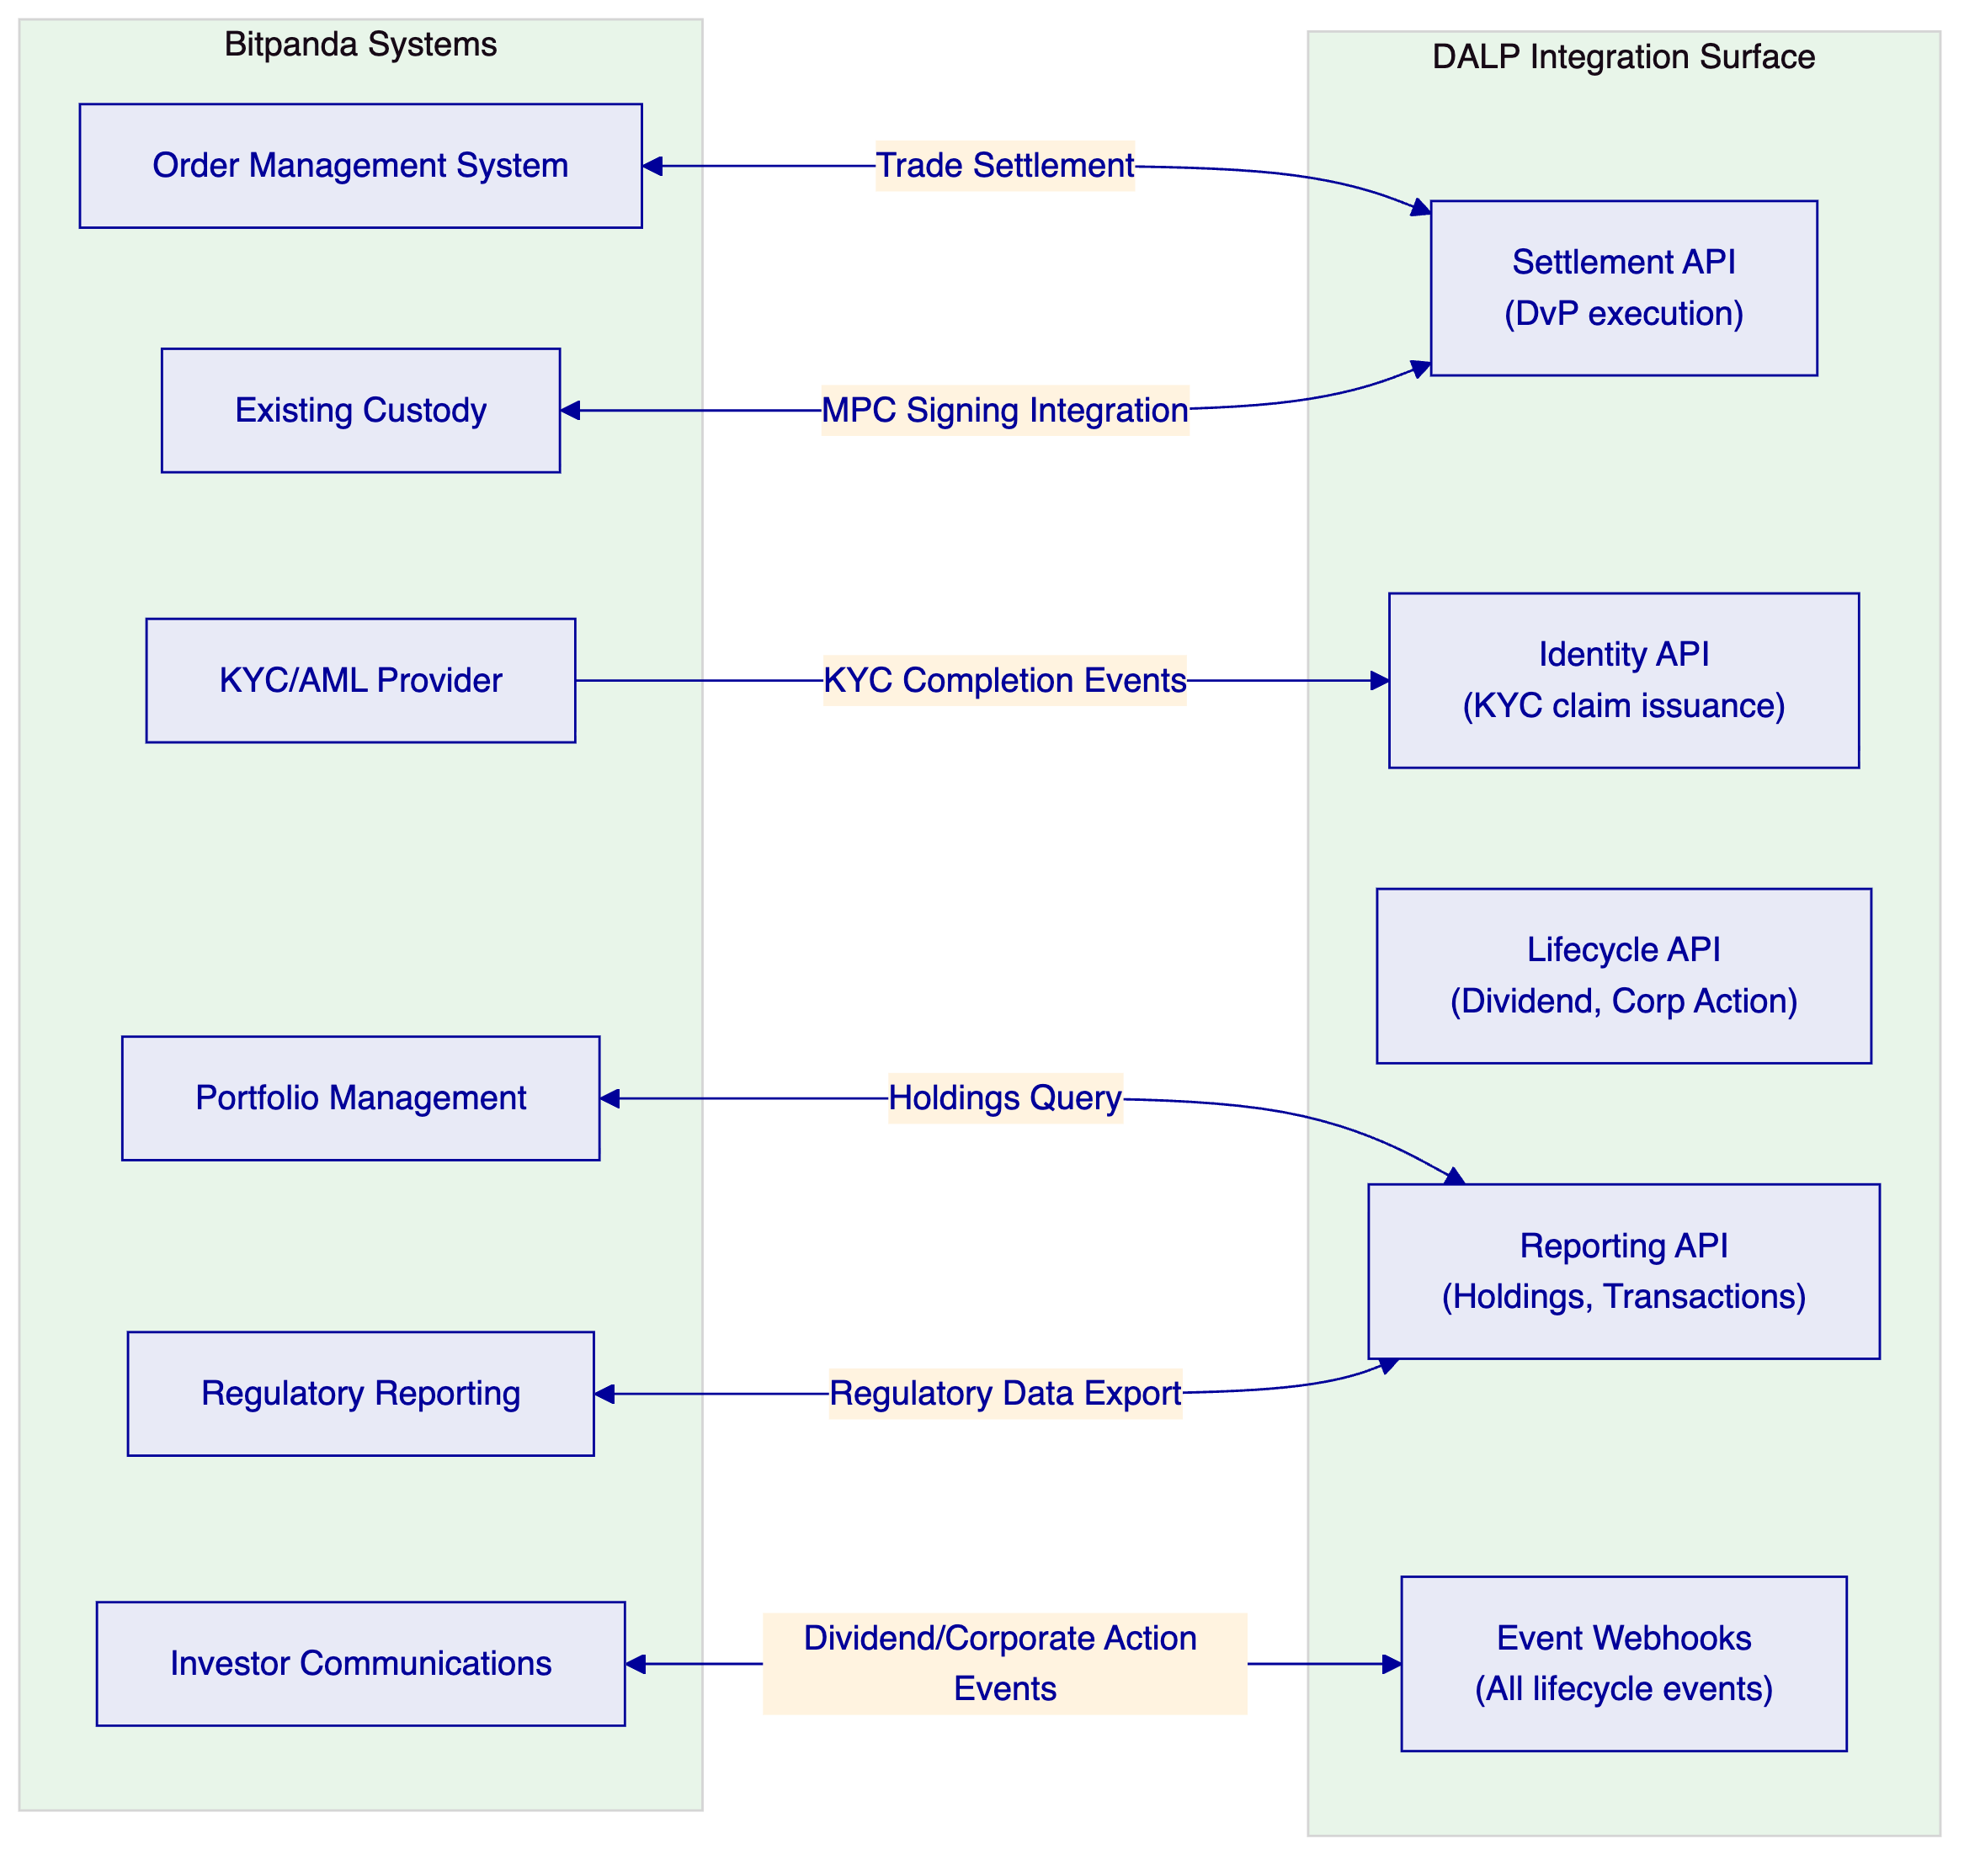 Bitpanda Systems
Order Management System
Existing Custody
KYC/AML Provider
Portfolio Management
Regulatory Reporting
Investor Communications
Trade Settlement
MPC Signing Integration
KYC Completion Events
Holdings Query
Regulatory Data Export
Dividend/Corporate Action
Events
DALP Integration Surface
Settlement API
(DvP execution)
Identity API
(KYC claim issuance)
Lifecycle API
(Dividend, Corp Action)
Reporting API
(Holdings, Transactions)
Event Webhooks
(All lifecycle events)